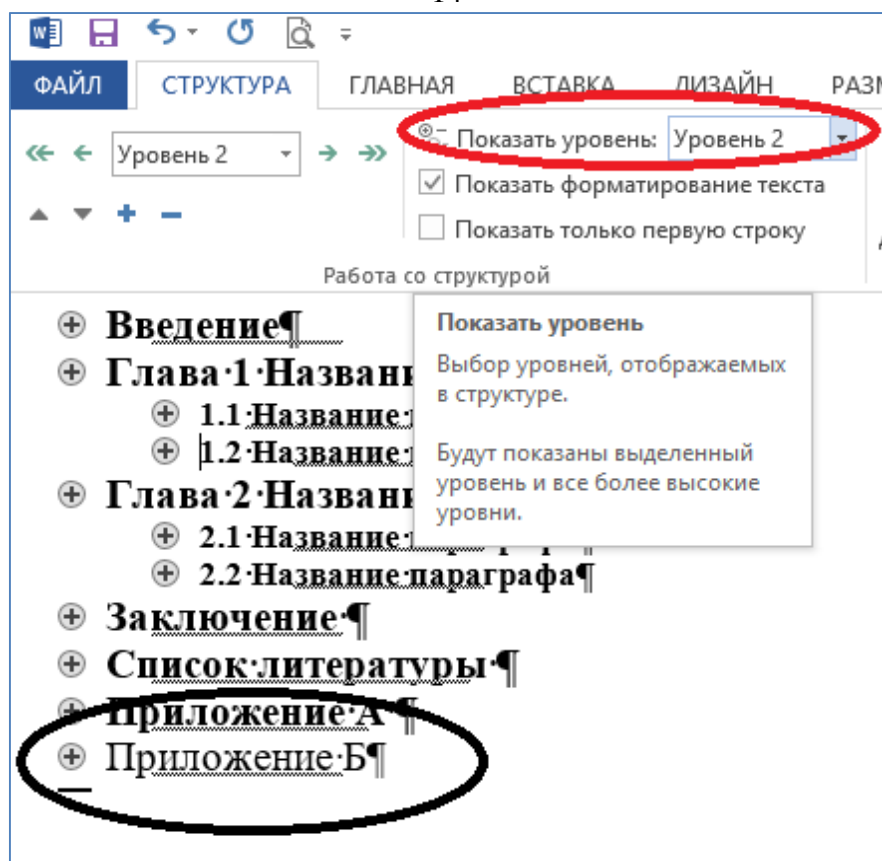 ФАЙЛ СТРУКТУРА ГЛАВНАЯ ВСТАВКА ДИЗАЙН РАЗМ
Уровень 2 Показать уровень: Уровень 2
Показать форматирование текста
Показать только первую строку
Работа со структурой
Введение¶
Показать уровень
Выбор уровней, отображаемых
в структуре.
Будут показаны выделенный
уровень и все более высокие
уровни.
Глава·1·Назван
1.1·Название·
1.2·Название·
Глава·2·Назван
2.1·Название·
2.2·Название·параграфа¶
Заключение·¶
Список·литературы·¶
Приложение·А·¶
Приложение·Б¶